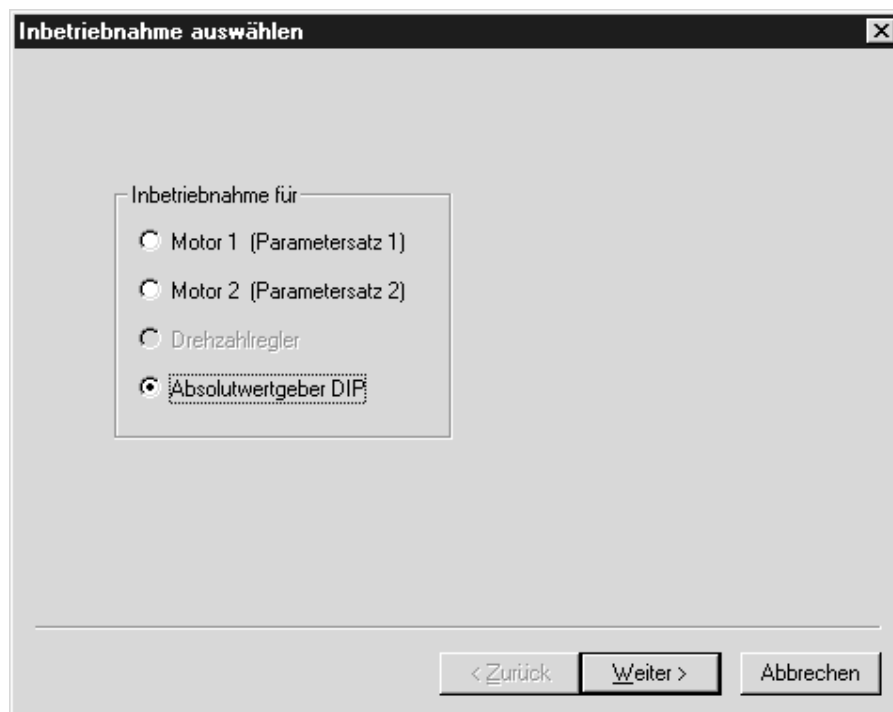 Inbetriebnahme auswählen
Inbetriebnahme für
Motor 1 (Parametersatz 1)
Motor 2 (Parametersatz 2)
Drehzahlregler
Absolutwertgeber DIP
< Zurück
Weiter >
Abbrechen